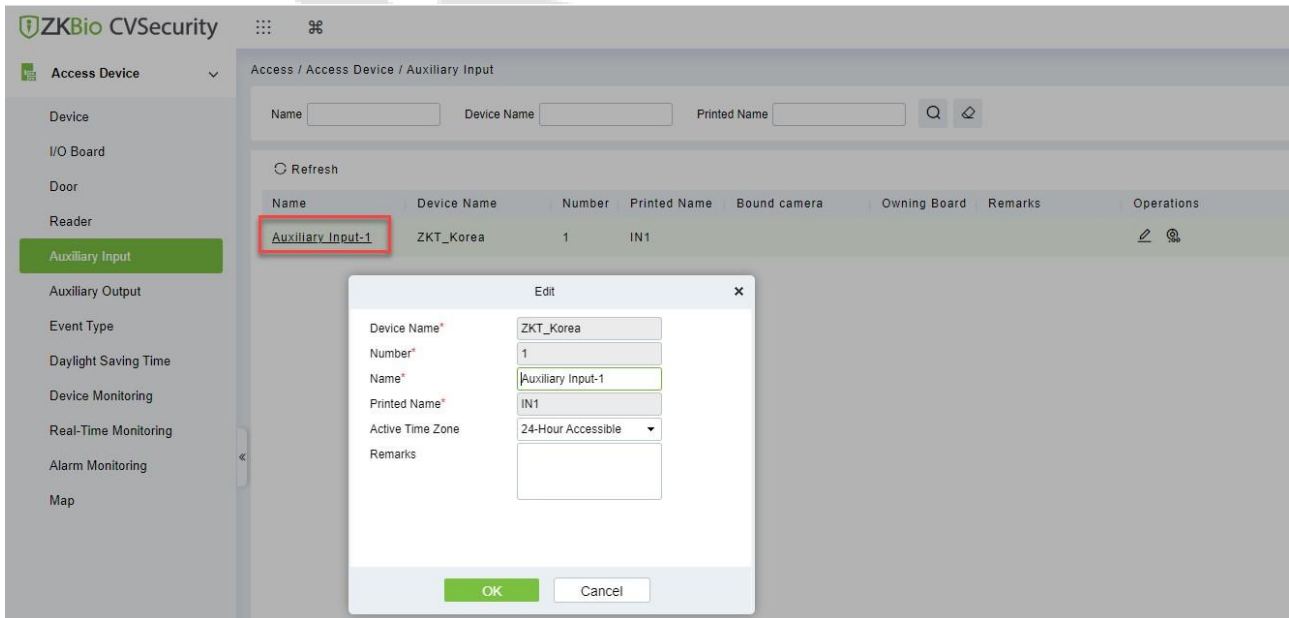 ZKBio CVSecurity
Access Device
Device
I/O Board
Door
Reader
Auxiliary Input
Auxiliary Output
Event Type
Daylight Saving Time
Device Monitoring
Real-Time Monitoring
Alarm Monitoring
Map
Access / Access Device / Auxiliary Input
Name Device Name Printed Name
Refresh
Name Device Name Number Printed Name Bound camera Owning Board Remarks Operations
Auxiliary Input-1 ZKT_Korea 1 IN1
Edit
Device Name* ZKT_Korea
Number* 1
Name* Auxiliary Input-1
Printed Name* IN1
Active Time Zone 24-Hour Accessible
Remarks
OK Cancel